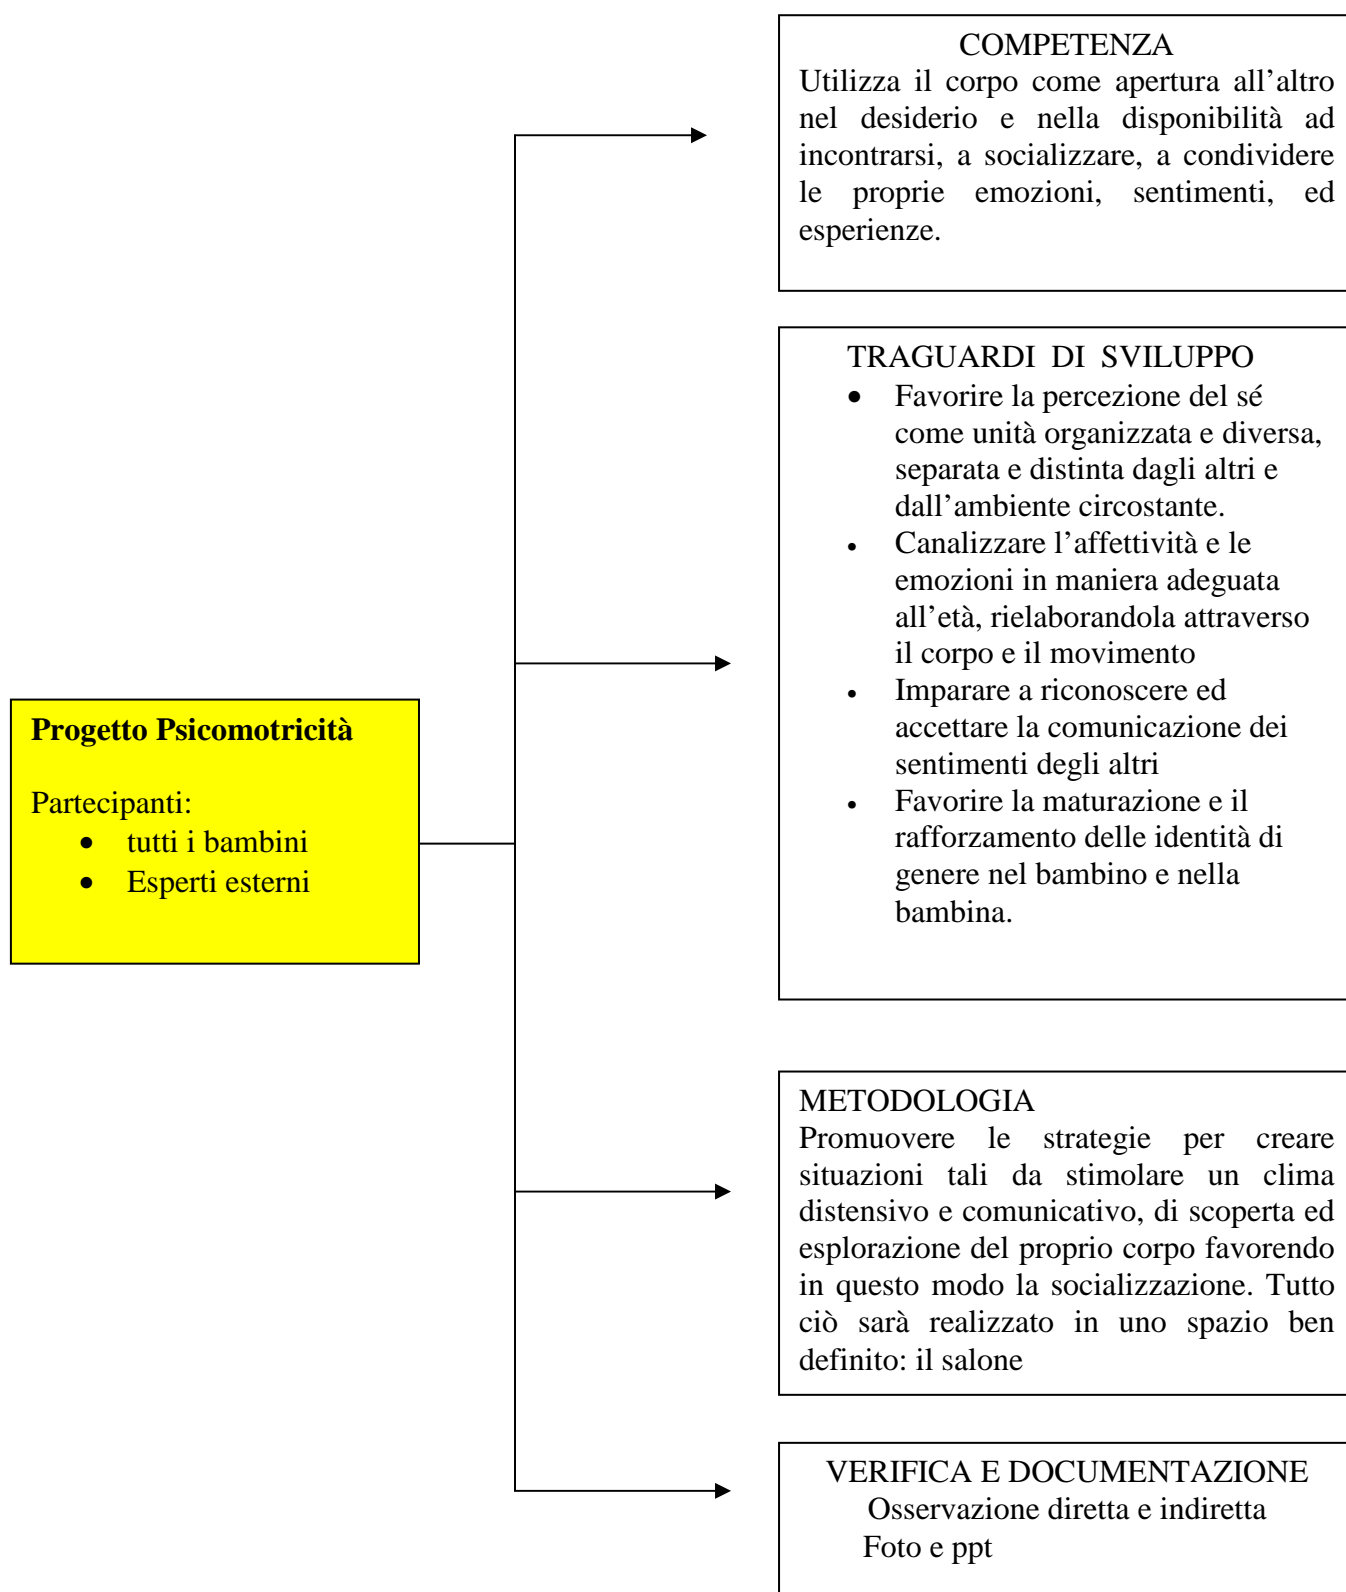 COMPETENZA
Utilizza il corpo come apertura all’altro
nel desiderio e nella disponibilità ad
incontrarsi, a socializzare, a condividere
le proprie emozioni, sentimenti, ed
esperienze.
TRAGUARDI DI SVILUPPO
• Favorire la percezione del sé
come unità organizzata e diversa,
separata e distinta dagli altri e
dall’ambiente circostante.
• Canalizzare l’affettività e le
emozioni in maniera adeguata
all’età, rielaborandola attraverso
il corpo e il movimento
• Imparare a riconoscere ed
accettare la comunicazione dei
sentimenti degli altri
• Favorire la maturazione e il
rafforzamento delle identità di
genere nel bambino e nella
bambina.
Progetto Psicomotricità
Partecipanti:
• tutti i bambini
• Esperti esterni
METODOLOGIA
Promuovere le strategie per creare
situazioni tali da stimolare un clima
distensivo e comunicativo, di scoperta ed
esplorazione del proprio corpo favorendo
in questo modo la socializzazione. Tutto
ciò sarà realizzato in uno spazio ben
definito: il salone
VERIFICA E DOCUMENTAZIONE
Osservazione diretta e indiretta
Foto e ppt